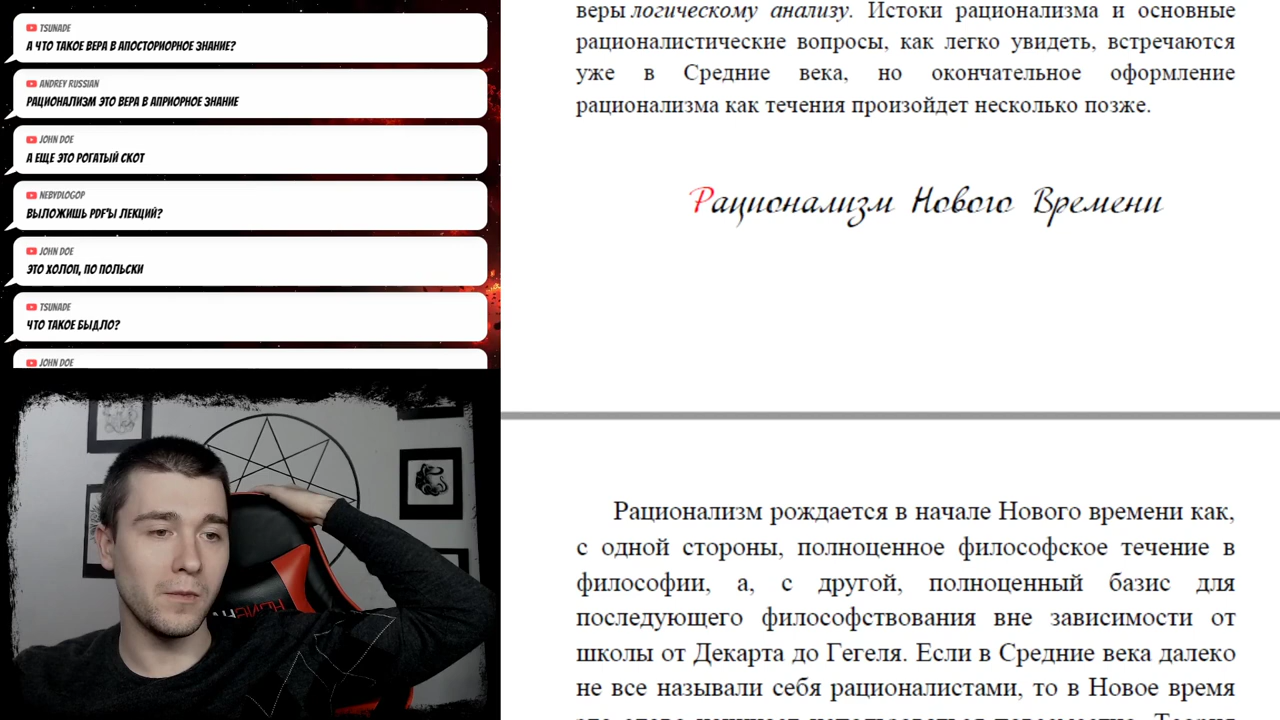 TSUNADE
А ЧТО ТАКОЕ ВЕРА В АПОСТОРИОРНОЕ ЗНАНИЕ?
ANDREY RUSSIAN
РАЦИОНАЛИЗМ ЭТО ВЕРА В АПРИОРНОЕ ЗНАНИЕ
JOHN DOE
А ЕЩЕ ЭТО РОГАТЫЙ СКОТ
NEBYDLOGOP
ВЫЛОЖИШЬ PDF'Ы ЛЕКЦИЙ?
JOHN DOE
ЭТО ХОЛОП, ПО ПОЛЬСКИ
TSUNADE
ЧТО ТАКОЕ БЫДЛО?
JOHN DOE
веры логическому анализу. Истоки рационализма и основные
рационалистические вопросы, как легко увидеть, встречаются
уже в Средние века, но окончательное оформление
рационализма как течения произойдет несколько позже.
Рационализм Нового Времени
Рационализм рождается в начале Нового времени как,
с одной стороны, полноценное философское течение в
философии, а, с другой, полноценный базис для
последующего философствования вне зависимости от
школы от Декарта до Гегеля. Если в Средние века далеко
не все называли себя рационалистами, то в Новое время